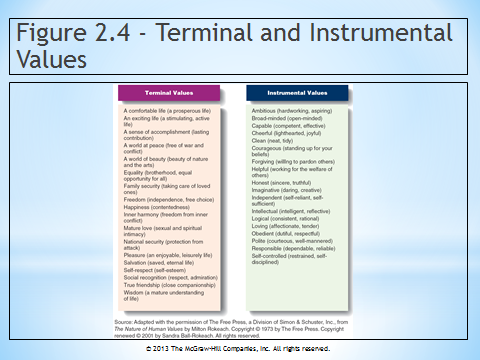 Figure 2.4 - Terminal and Instrumental
Values
Terminal Values
A comfortable life (a prosperous life)
An exciting life (a stimulating, active
life)
A sense of accomplishment (lasting
contribution)
A world at peace (free of war and
conflict)
A world of beauty (beauty of nature
and the arts)
Equality (brotherhood, equal
opportunity for all)
Family security (taking care of loved
ones)
Freedom (independence, free choice)
Happiness (contentedness)
Inner harmony (freedom from inner
conflict)
Mature love (sexual and spiritual
intimacy)
National security (protection from
attack)
Pleasure (an enjoyable, leisurely life)
Salvation (saved, eternal life)
Self-respect (self-esteem)
Social recognition (respect, admiration)
True friendship (close companionship)
Wisdom (a mature understanding
of life)
Instrumental Values
Ambitious (hardworking, aspiring)
Broad-minded (open-minded)
Capable (competent, effective)
Cheerful (lighthearted, joyful)
Clean (neat, tidy)
Courageous (standing up for your
beliefs)
Forgiving (willing to pardon others)
Helpful (working for the welfare of
others)
Honest (sincere, truthful)
Imaginative (daring, creative)
Independent (self-reliant, self-
sufficient)
Intellectual (intelligent, reflective)
Logical (consistent, rational)
Loving (affectionate, tender)
Obedient (dutiful, respectful)
Polite (courteous, well-mannered)
Responsible (dependable, reliable)
Self-controlled (restrained, self-
disciplined)
Source: Adapted with the permission of The Free Press, a Division of Simon & Schuster, Inc., from
The Nature of Human Values by Milton Rokeach. Copyright © 1973 by The Free Press. Copyright
renewed © 2001 by Sandra Ball-Rokeach. All rights reserved.
© 2013 The McGraw-Hill Companies, Inc. All rights reserved.